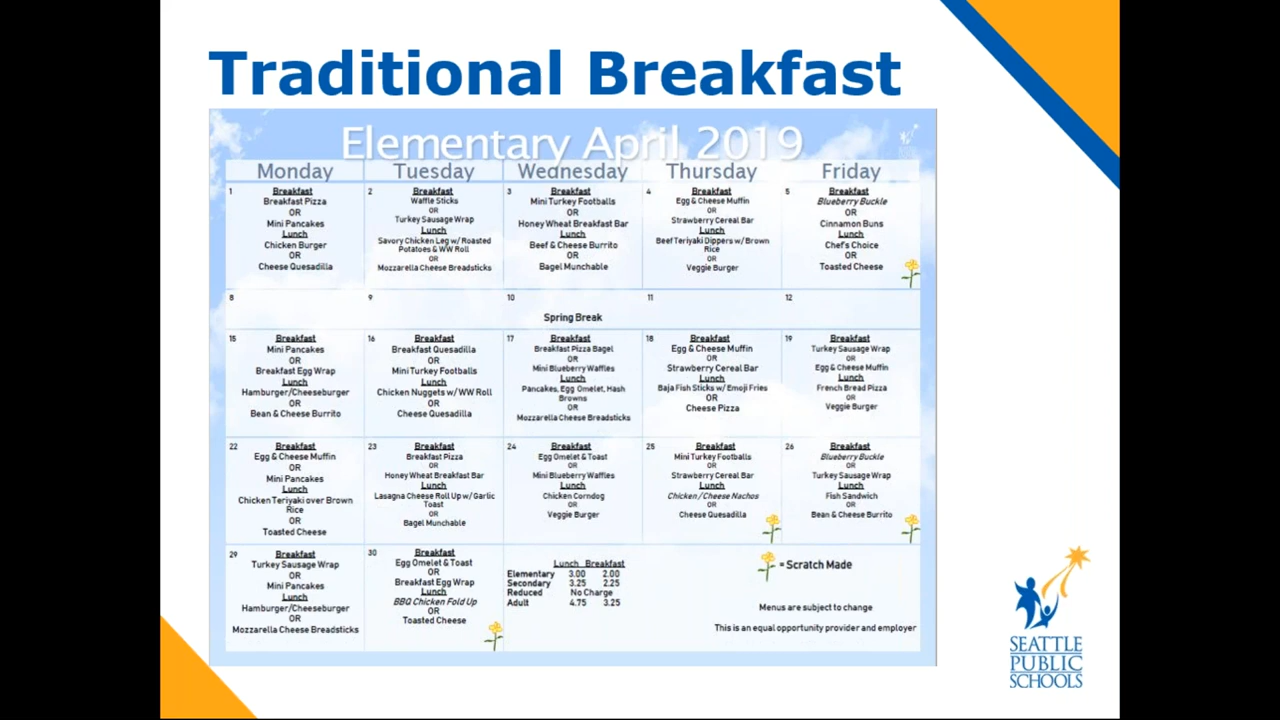 Traditional Breakfast
Elementary April 2019
Monday
Tuesday
Wednesday
Thursday
Friday
1
Breakfast
Breakfast Pizza
OR
Mini Pancakes
Lunch
Chicken Burger
OR
Cheese Quesadilla
2
Breakfast
Waffle Sticks
OR
Turkey Sausage Wrap
Lunch
Savory Chicken Leg w/ Roasted
Potatoes & WW Roll
OR
Mozzarella Cheese Breadsticks
3
Breakfast
Mini Turkey Footballs
OR
Honey Wheat Breakfast Bar
Lunch
Beef & Cheese Burrito
OR
Bagel Munchable
4
Breakfast
Egg & Cheese Muffin
OR
Strawberry Cereal Bar
Lunch
Beef Teriyaki Dippers w/ Brown
Rice
OR
Veggie Burger
5
Breakfast
Blueberry Buckle
OR
Cinnamon Buns
Lunch
Chef's Choice
OR
Toasted Cheese
8
9
10
11
12
Spring Break
15
Breakfast
Mini Pancakes
OR
Breakfast Egg Wrap
Lunch
Hamburger/Cheeseburger
OR
Bean & Cheese Burrito
16
Breakfast
Breakfast Quesadilla
OR
Mini Turkey Footballs
Lunch
Chicken Nuggets w/ WW Roll
OR
Cheese Quesadilla
17
Breakfast
Breakfast Pizza Bagel
OR
Mini Blueberry Waffles
Lunch
Pancakes, Egg Omelet, Hash
Browns
OR
Mozzarella Cheese Breadsticks
18
Breakfast
Egg & Cheese Muffin
OR
Strawberry Cereal Bar
Lunch
Baja Fish Sticks w/ Emoji Fries
OR
Cheese Pizza
19
Breakfast
Turkey Sausage Wrap
OR
Egg & Cheese Muffin
Lunch
French Bread Pizza
OR
Veggie Burger
22
Breakfast
Egg & Cheese Muffin
OR
Mini Pancakes
Lunch
Chicken Teriyaki over Brown
Rice
OR
Toasted Cheese
23
Breakfast
Breakfast Pizza
OR
Honey Wheat Breakfast Bar
Lunch
Lasagna Cheese Roll Up w/ Garlic
Toast
OR
Bagel Munchable
24
Breakfast
Egg Omelet & Toast
OR
Mini Blueberry Waffles
Lunch
Chicken Corndog
OR
Veggie Burger
25
Breakfast
Mini Turkey Footballs
OR
Strawberry Cereal Bar
Lunch
Chicken/Cheese Nachos
OR
Cheese Quesadilla
26
Breakfast
Blueberry Buckle
OR
Turkey Sausage Wrap
Lunch
Fish Sandwich
OR
Bean & Cheese Burrito
29
Breakfast
Turkey Sausage Wrap
OR
Mini Pancakes
Lunch
Hamburger/Cheeseburger
OR
Mozzarella Cheese Breadsticks
30
Breakfast
Egg Omelet & Toast
OR
Breakfast Egg Wrap
Lunch
BBQ Chicken Fold Up
OR
Toasted Cheese
Lunch Breakfast
Elementary 3.00 2.00
Secondary 3.25 2.25
Reduced No Charge
Adult 4.75 3.25
= Scratch Made
Menus are subject to change
This is an equal opportunity provider and employer
SEATTLE
PUBLIC
SCHOOLS